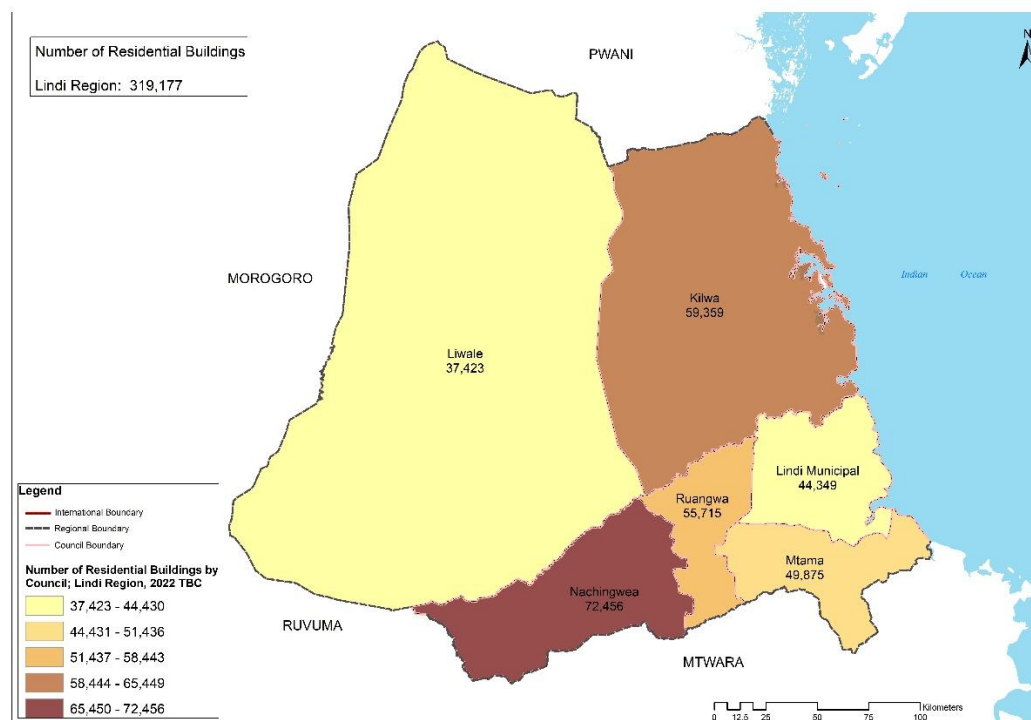 Number of Residential Buildings
Lindi Region: 319,177
PWANI
N
MOROGORO
Indian Ocean
Kilwa
59,359
Liwale
37,423
Lindi Municipal
44,349
Ruangwa
55,715
Mtama
49,875
Nachingwea
72,456
RUVUMA
MTWARA
Legend
International Boundary
Regional Boundary
Council Boundary
Number of Residential Buildings by
Council; Lindi Region, 2022 TBC
37,423 - 44,430
44,431 - 51,436
51,437 - 58,443
58,444 - 65,449
65,450 - 72,456
Kilometers
0 12.5 25 50 75 100